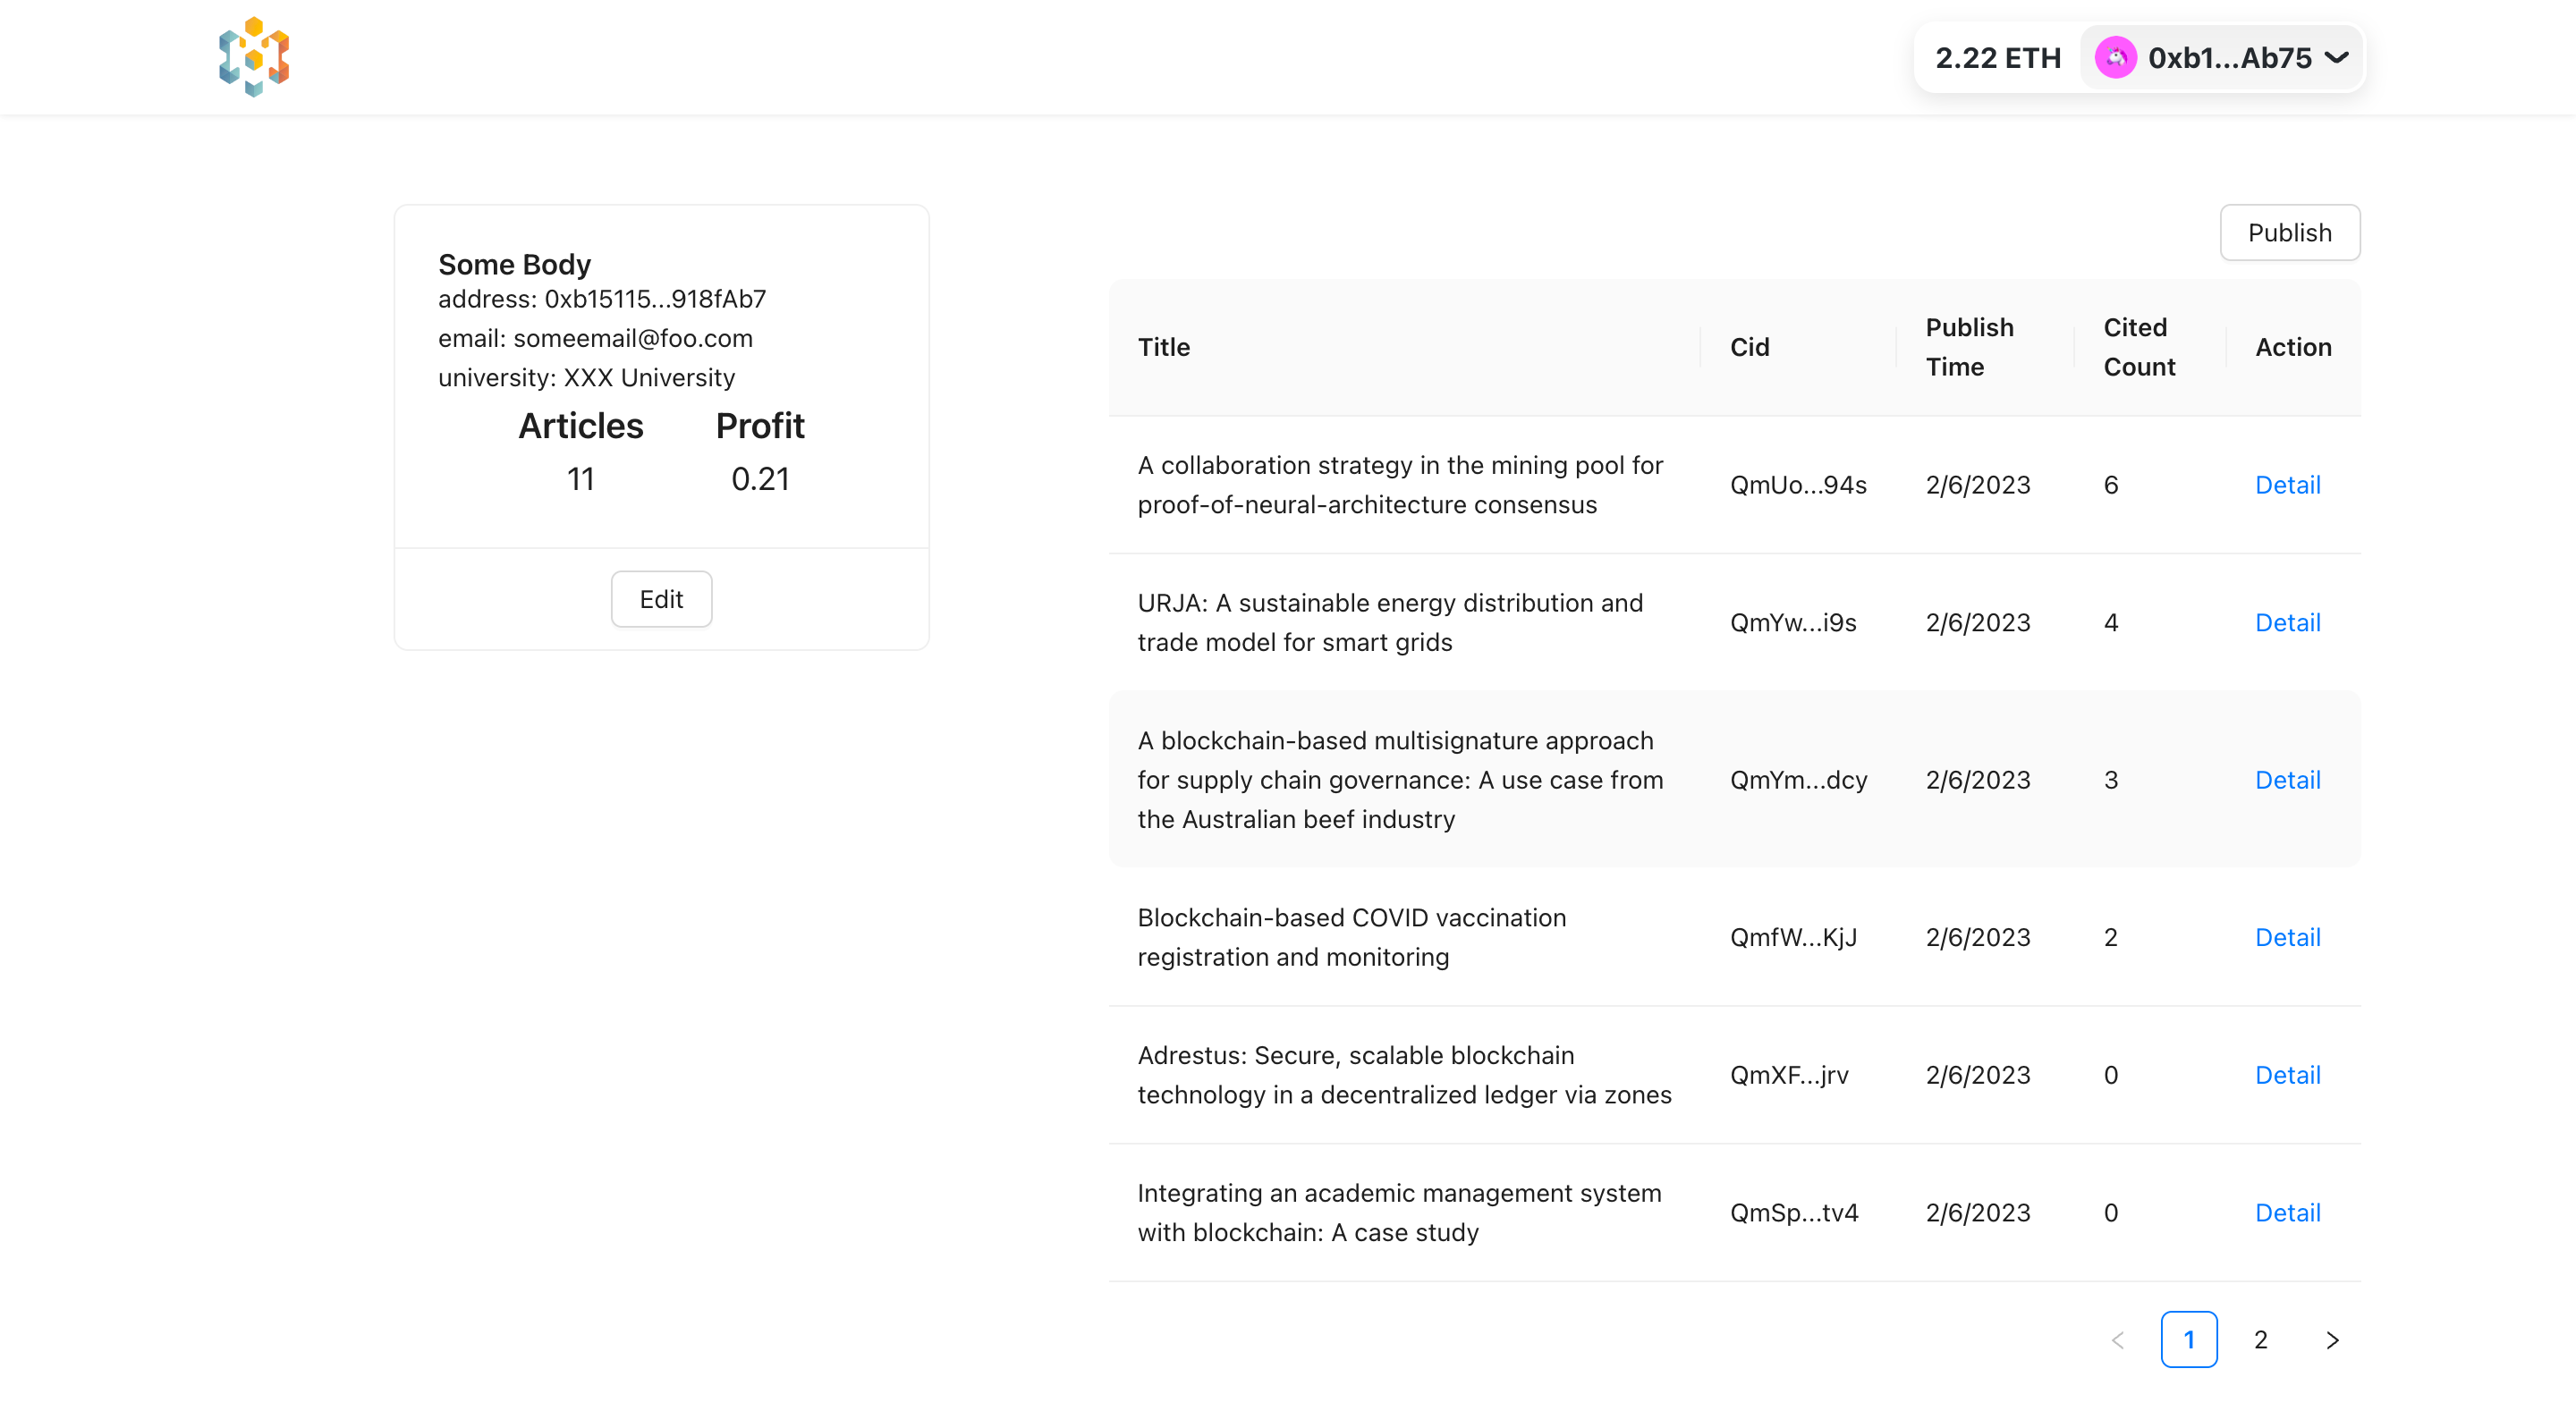 2.22 ETH
0xb1...Ab75
Some Body
address: 0xb15115...918fAb7
email: someemail@foo.com
university: XXX University
Articles Profit
11 0.21
Edit
Publish
Title Cid Publish Time Cited Count Action
A collaboration strategy in the mining pool for
proof-of-neural-architecture consensus
QmUo...94s 2/6/2023 6 Detail
URJA: A sustainable energy distribution and
trade model for smart grids
QmYw...i9s 2/6/2023 4 Detail
A blockchain-based multisignature approach
for supply chain governance: A use case from
the Australian beef industry
QmYm...dcy 2/6/2023 3 Detail
Blockchain-based COVID vaccination
registration and monitoring
QmfW...KjJ 2/6/2023 2 Detail
Adrestus: Secure, scalable blockchain
technology in a decentralized ledger via zones
QmXF...jrv 2/6/2023 0 Detail
Integrating an academic management system
with blockchain: A case study
QmSp...tv4 2/6/2023 0 Detail
< 1 2 >